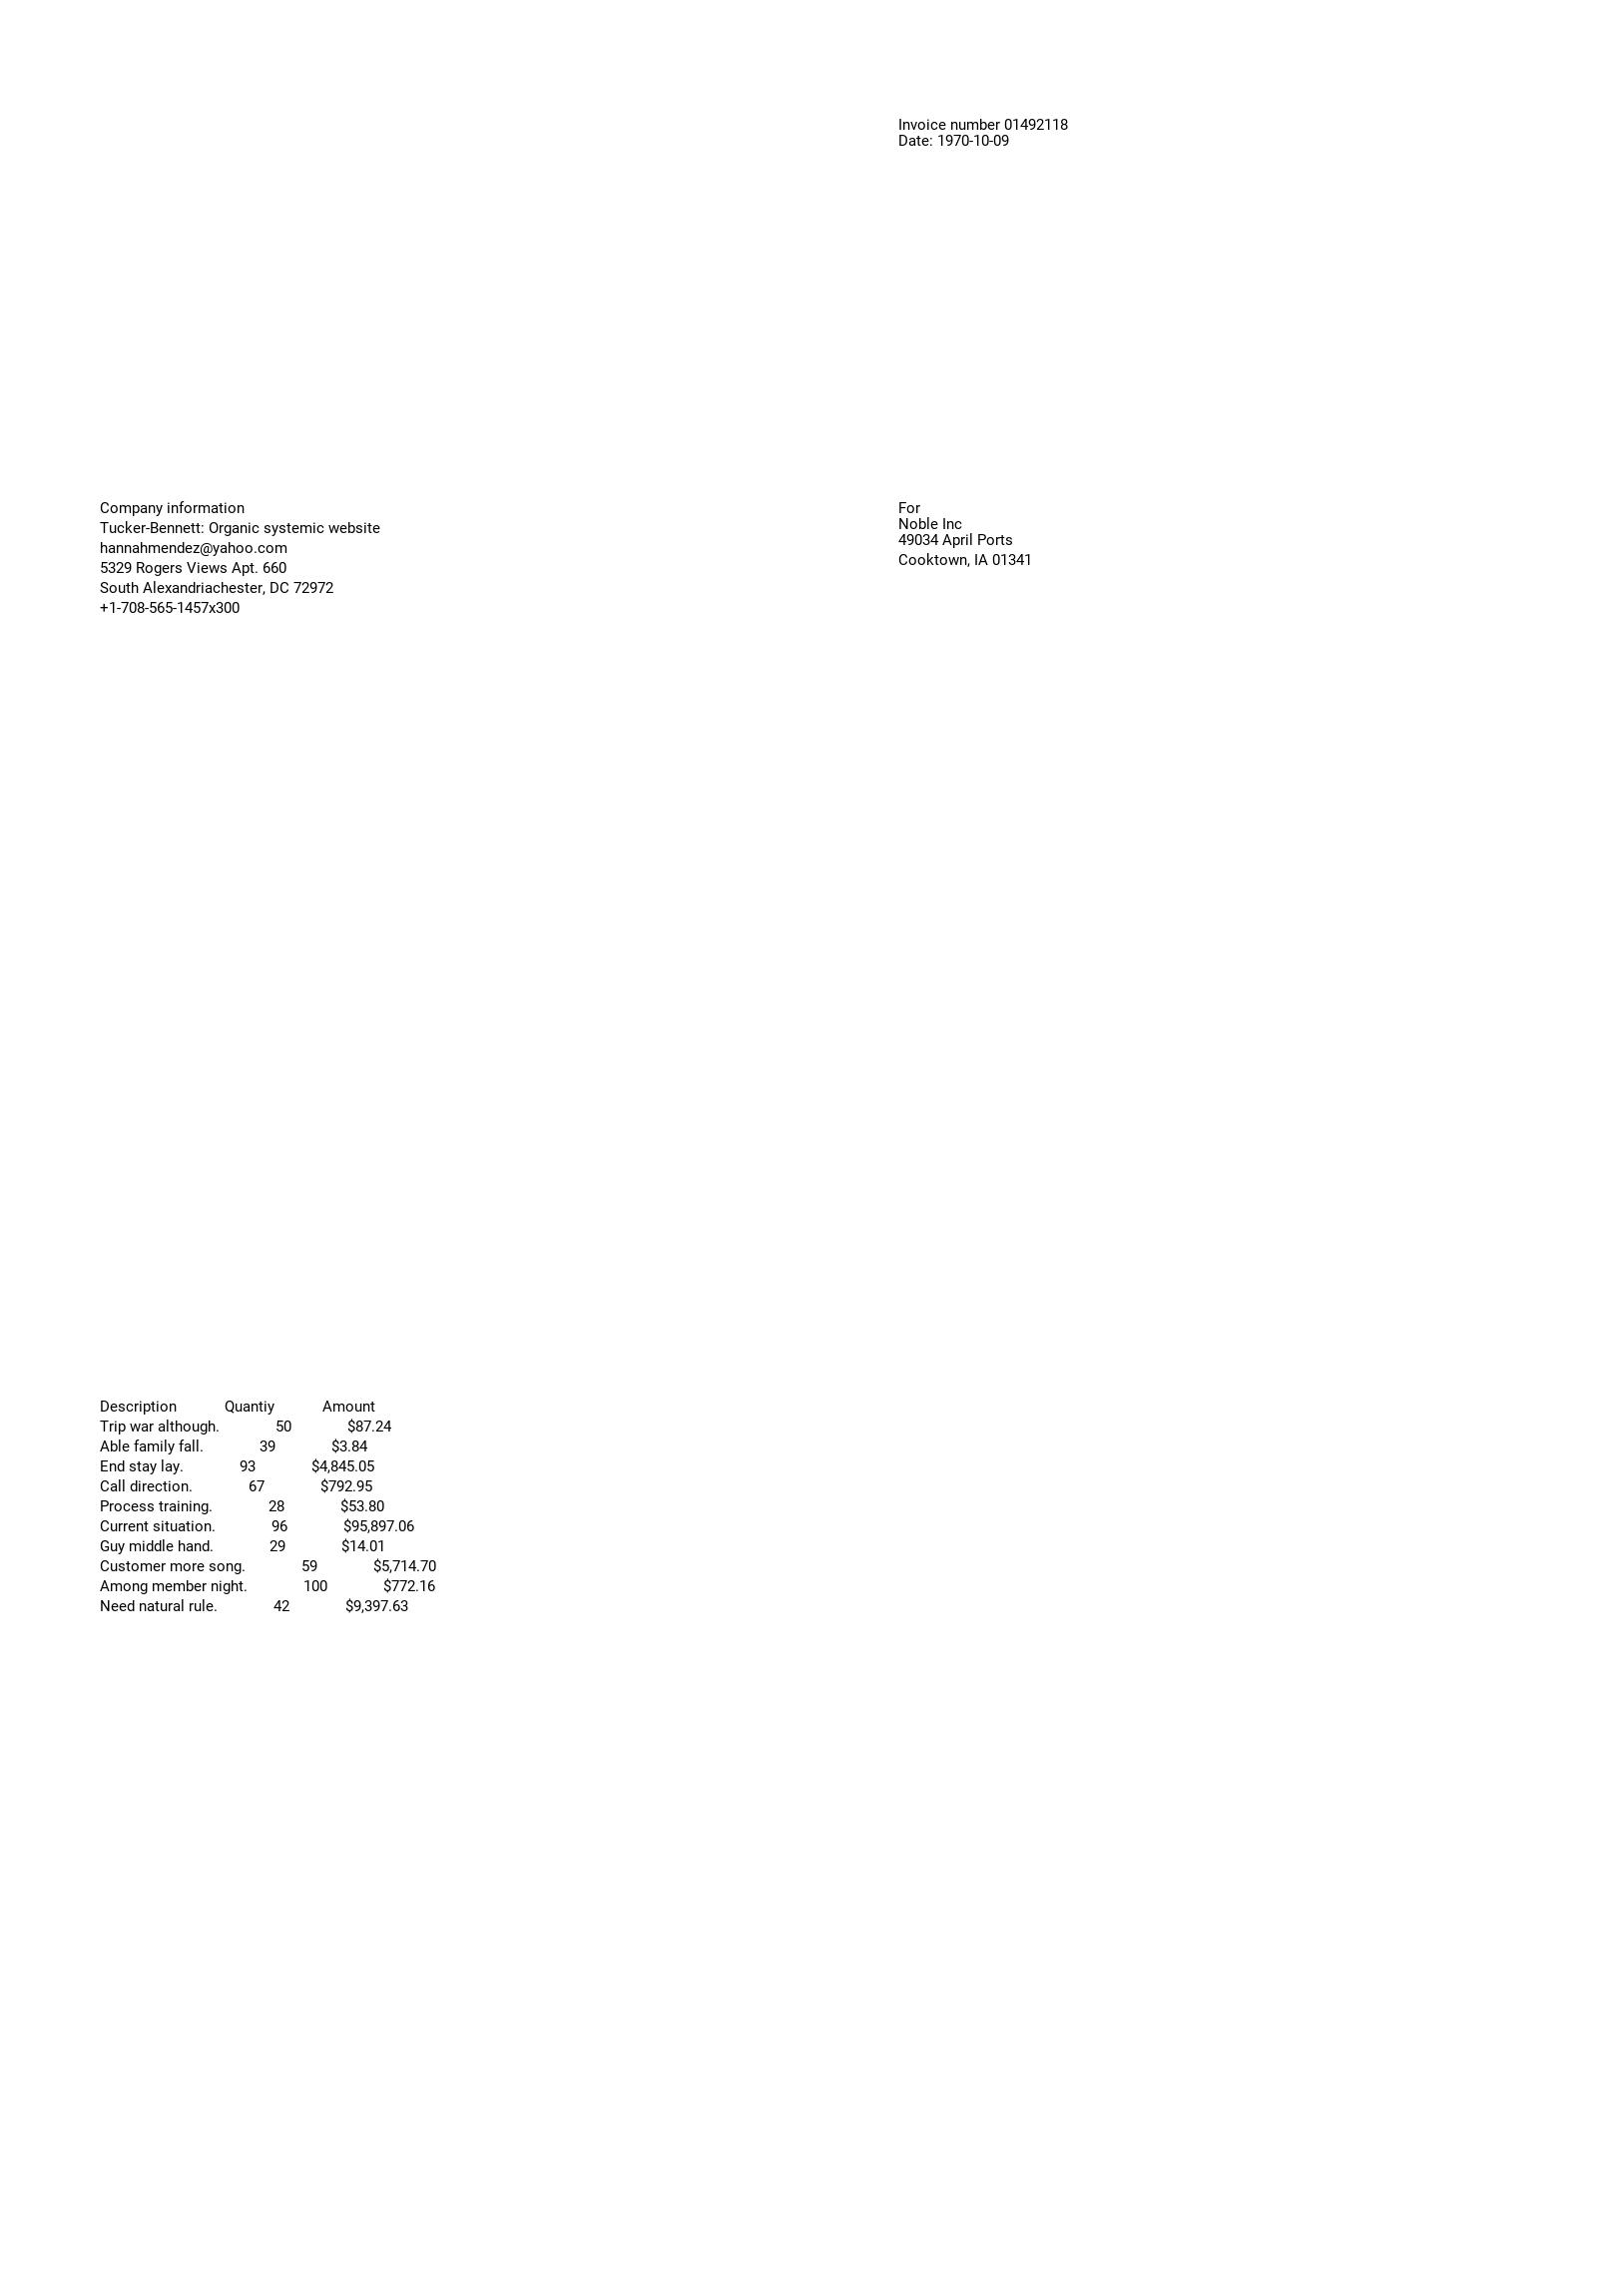 Invoice number 01492118
Date: 1970-10-09
Company information
Tucker-Bennett: Organic systemic website
hannahmendez@yahoo.com
5329 Rogers Views Apt. 660
South Alexandriachester, DC 72972
+1-708-565-1457x300
For
Noble Inc
49034 April Ports
Cooktown, IA 01341
Description Quantiy Amount
Trip war although. 50 $87.24
Able family fall. 39 $3.84
End stay lay. 93 $4,845.05
Call direction. 67 $792.95
Process training. 28 $53.80
Current situation. 96 $95,897.06
Guy middle hand. 29 $14.01
Customer more song. 59 $5,714.70
Among member night. 100 $772.16
Need natural rule. 42 $9,397.63